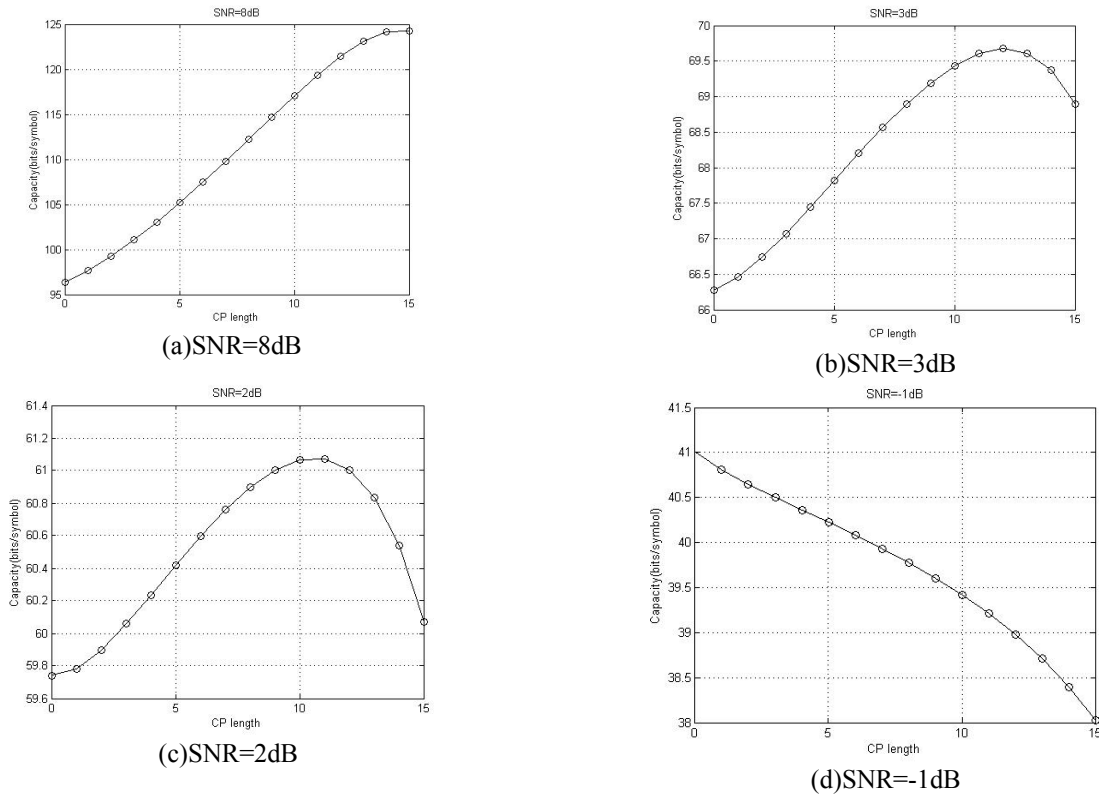 SNR=8dB
125
120
115
110
105
100
95
Capacity(bits/symbol)
0 5 10 15
CP length
(a)SNR=8dB
SNR=3dB
70
69.5
69
68.5
68
67.5
67
66.5
66
Capacity(bits/symbol)
0 5 10 15
CP length
(b)SNR=3dB
SNR=2dB
61.4
61.2
61
60.8
60.6
60.4
60.2
60
59.8
59.6
Capacity(bits/symbol)
0 5 10 15
CP length
(c)SNR=2dB
SNR=-1dB
41.5
41
40.5
40
39.5
39
38.5
38
Capacity(bits/symbol)
0 5 10 15
CP length
(d)SNR=-1dB